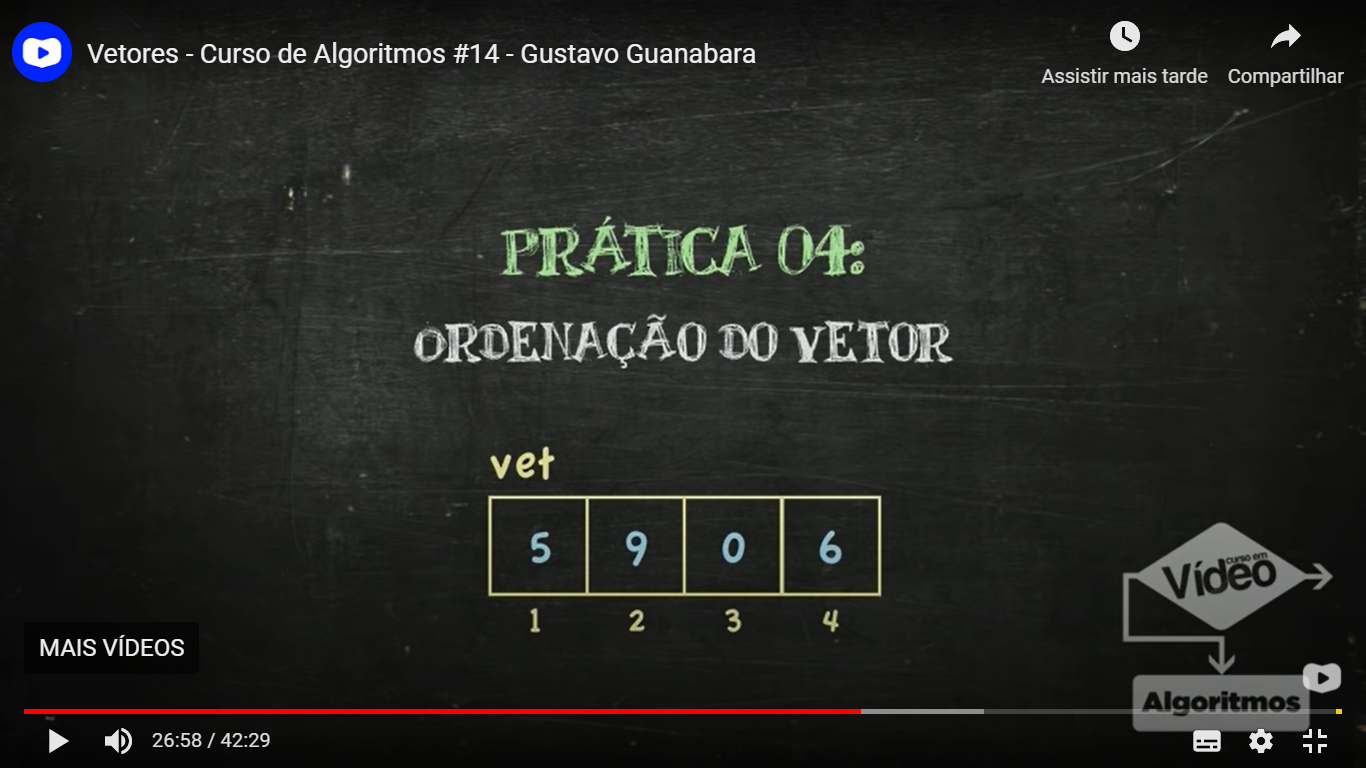 Vetores - Curso de Algoritmos #14 - Gustavo Guanabara
Assistir mais tarde
Compartilhar
PRÁTICA 04:
ORDENAÇÃO DO VETOR
vet
5 9 0 6
1 2 3 4
curso em
Vídeo
MAIS VÍDEOS
Algoritmos
26:58 / 42:29